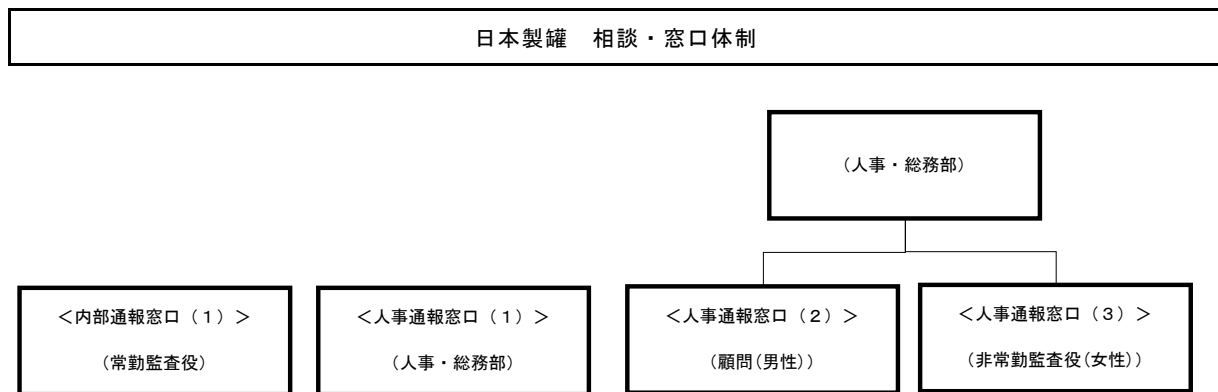 日本製罐　相談・窓口体制
（人事・総務部）
＜内部通報窓口（１）＞
（常勤監査役）
＜人事通報窓口（１）＞
（人事・総務部）
＜人事通報窓口（２）＞
（顧問(男性)）
＜人事通報窓口（３）＞
（非常勤監査役(女性)）